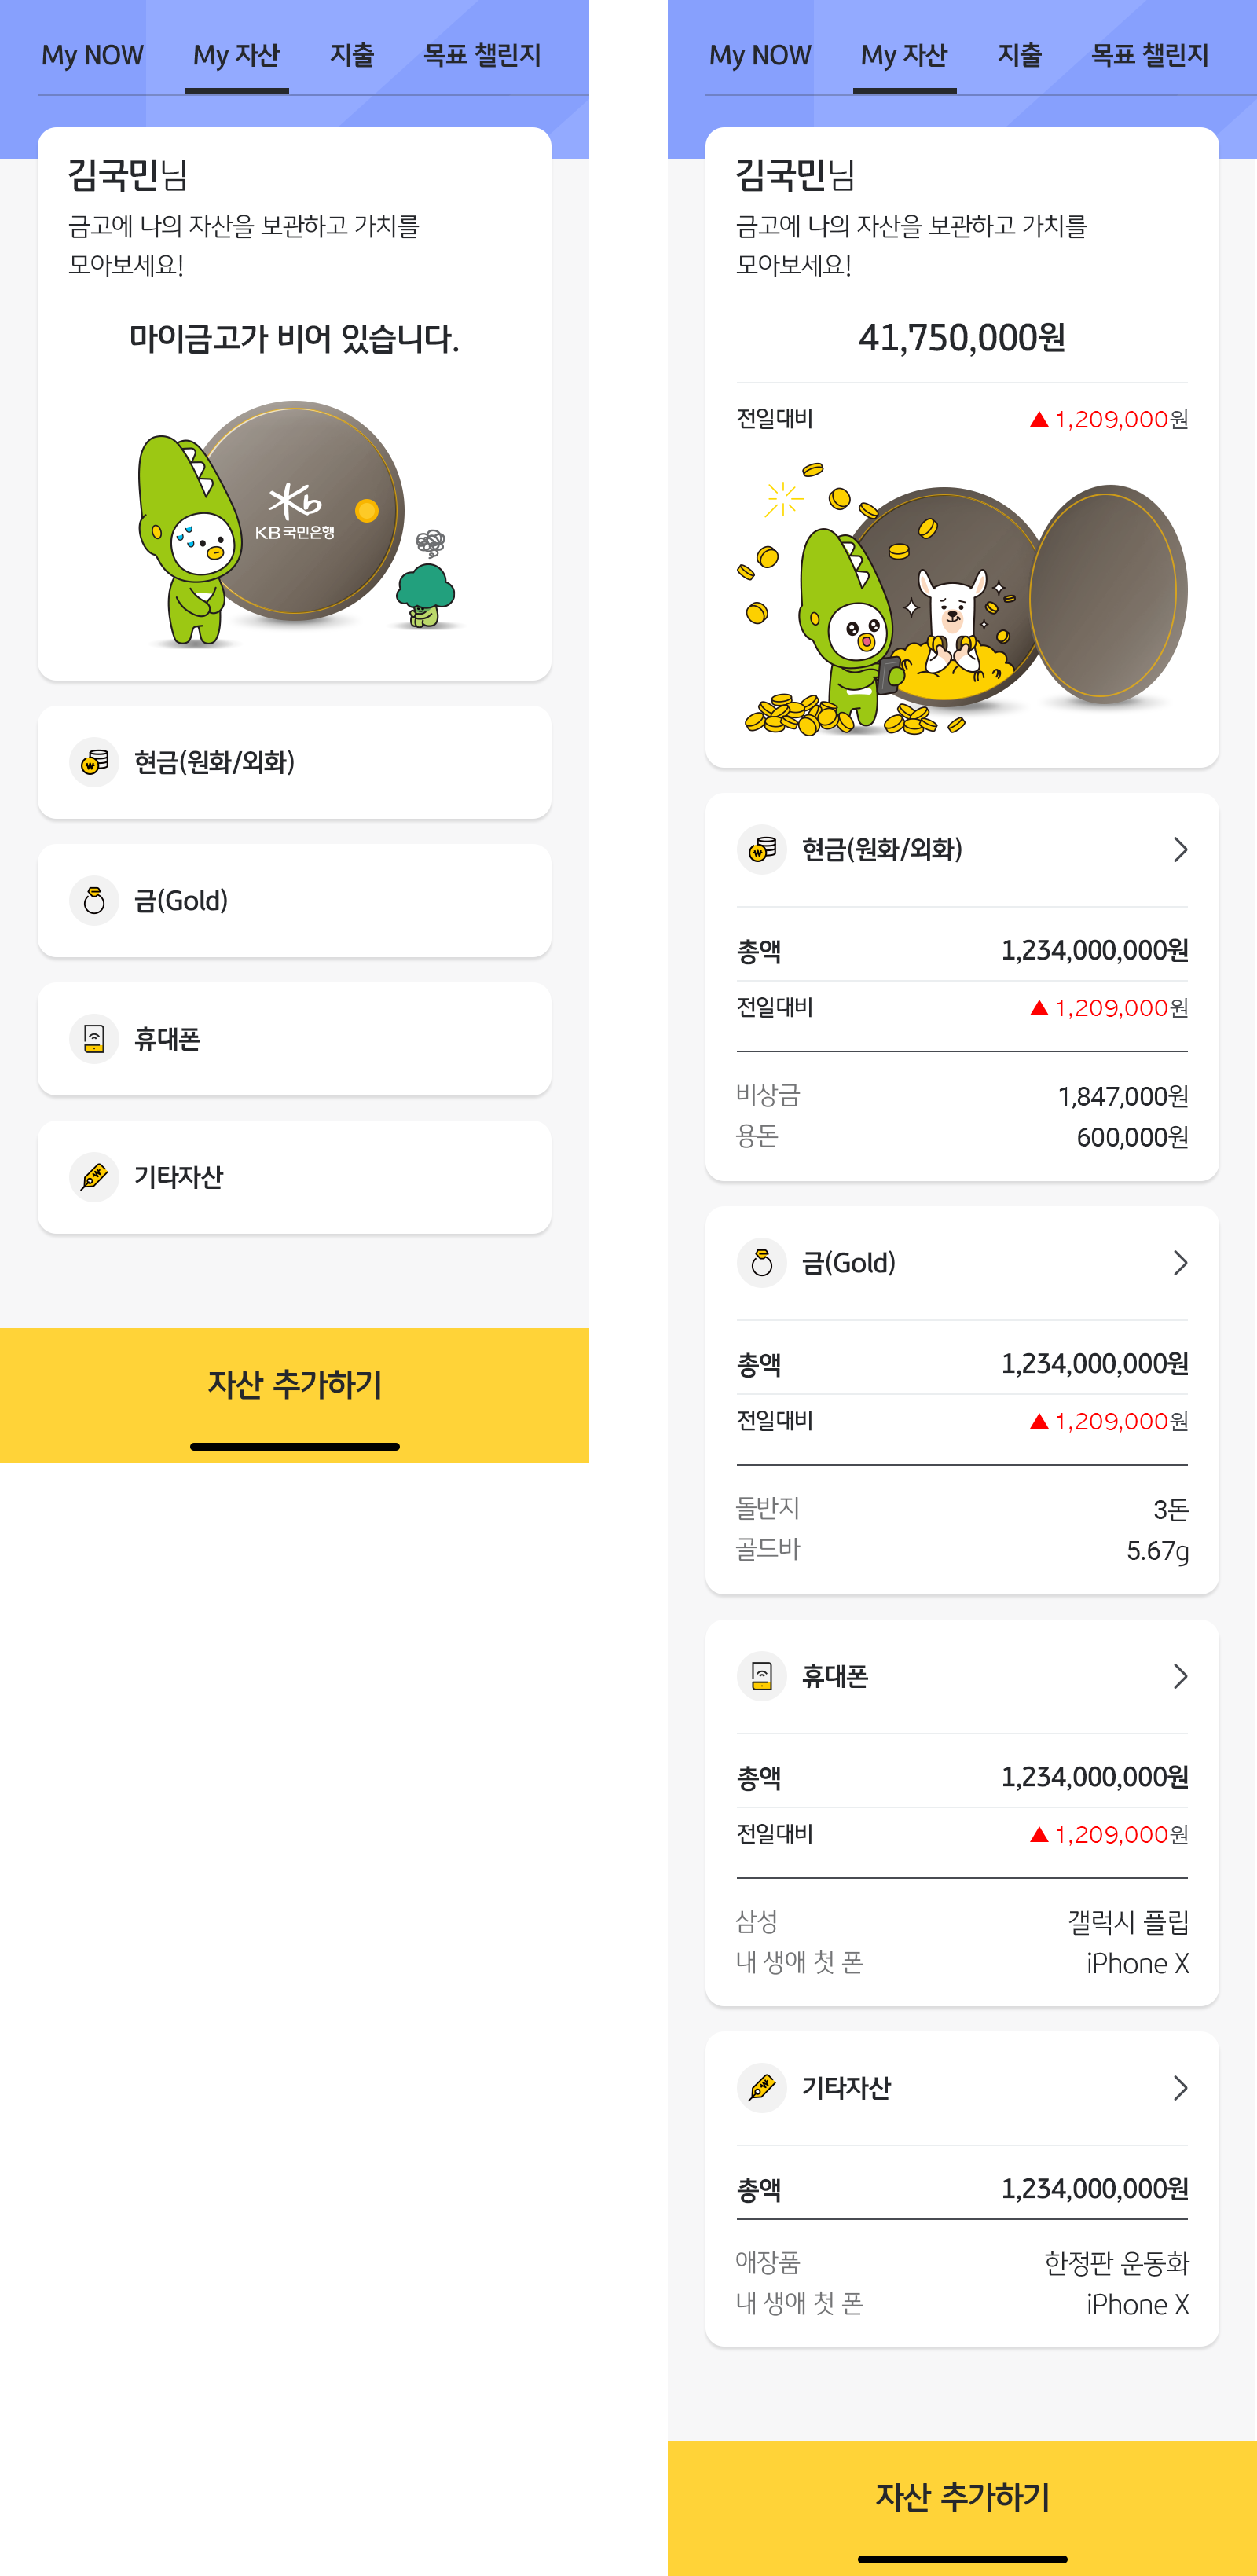 My NOW
My 자산
지출
목표 챌린지
김국민님
금고에 나의 자산을 보관하고 가치를
모아보세요!
마이금고가 비어 있습니다.
KB국민은행
현금(원화/외화)
금(Gold)
휴대폰
기타자산
자산 추가하기
My NOW
My 자산
지출
목표 챌린지
김국민님
금고에 나의 자산을 보관하고 가치를
모아보세요!
41,750,000원
전일대비 ▲ 1,209,000원
현금(원화/외화)
총액 1,234,000,000원
전일대비 ▲ 1,209,000원
비상금 1,847,000원
용돈 600,000원
금(Gold)
총액 1,234,000,000원
전일대비 ▲ 1,209,000원
돌반지 3돈
골드바 5.67g
휴대폰
총액 1,234,000,000원
전일대비 ▲ 1,209,000원
삼성 갤럭시 플립
내 생애 첫 폰 iPhone X
기타자산
총액 1,234,000,000원
애장품 한정판 운동화
내 생애 첫 폰 iPhone X
자산 추가하기